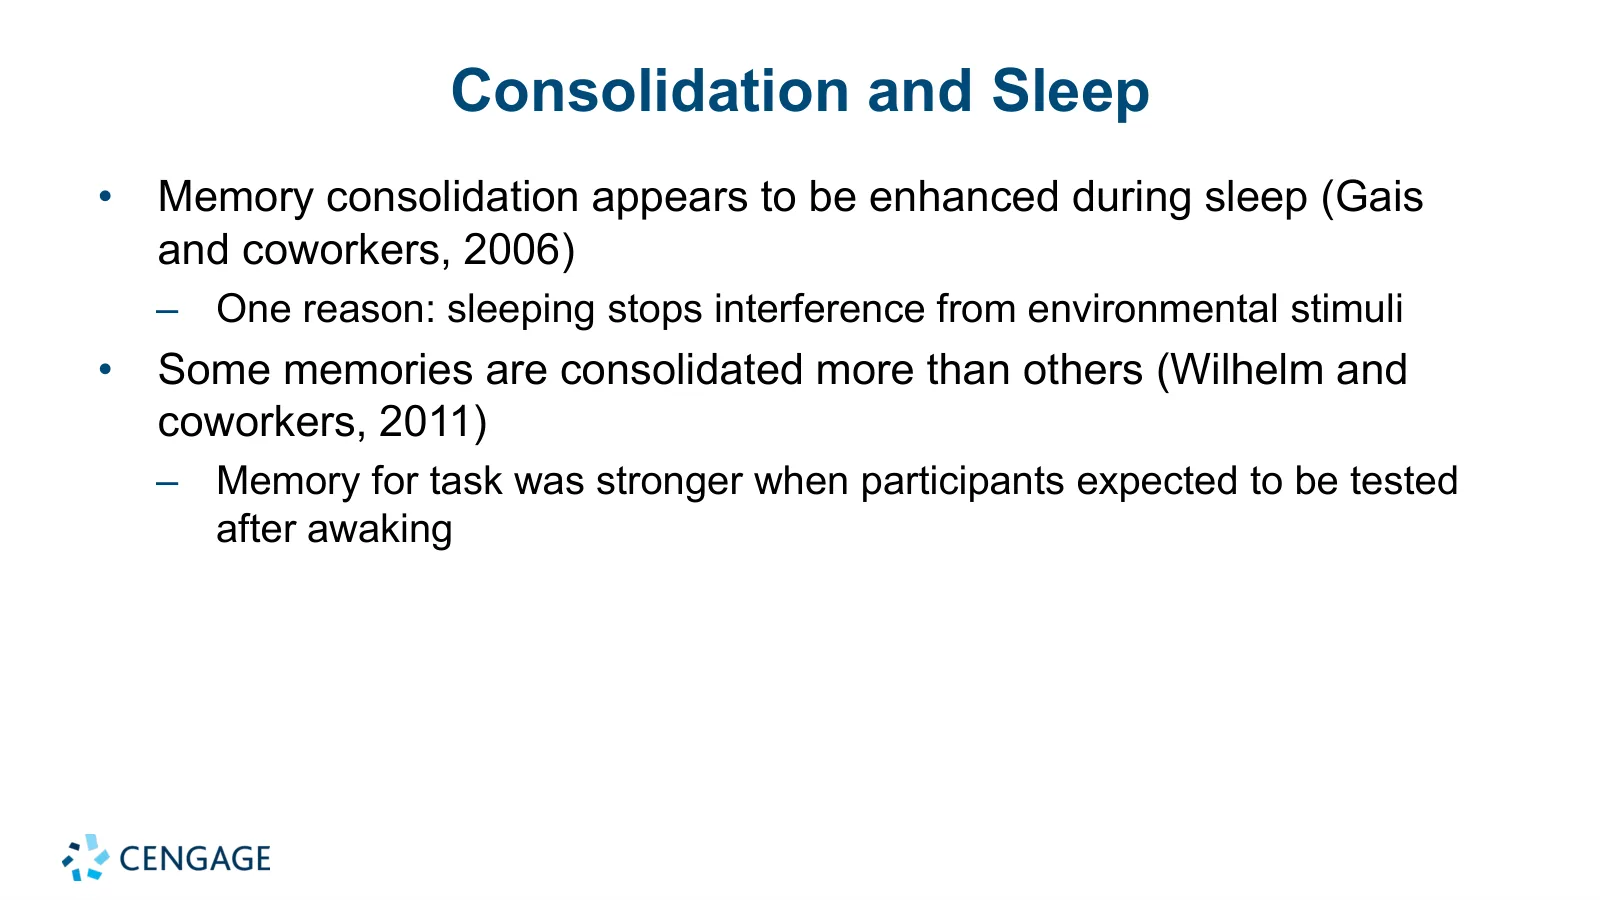 Consolidation and Sleep
• Memory consolidation appears to be enhanced during sleep (Gais
and coworkers, 2006)
– One reason: sleeping stops interference from environmental stimuli
• Some memories are consolidated more than others (Wilhelm and
coworkers, 2011)
– Memory for task was stronger when participants expected to be tested
after awaking
CENGAGE